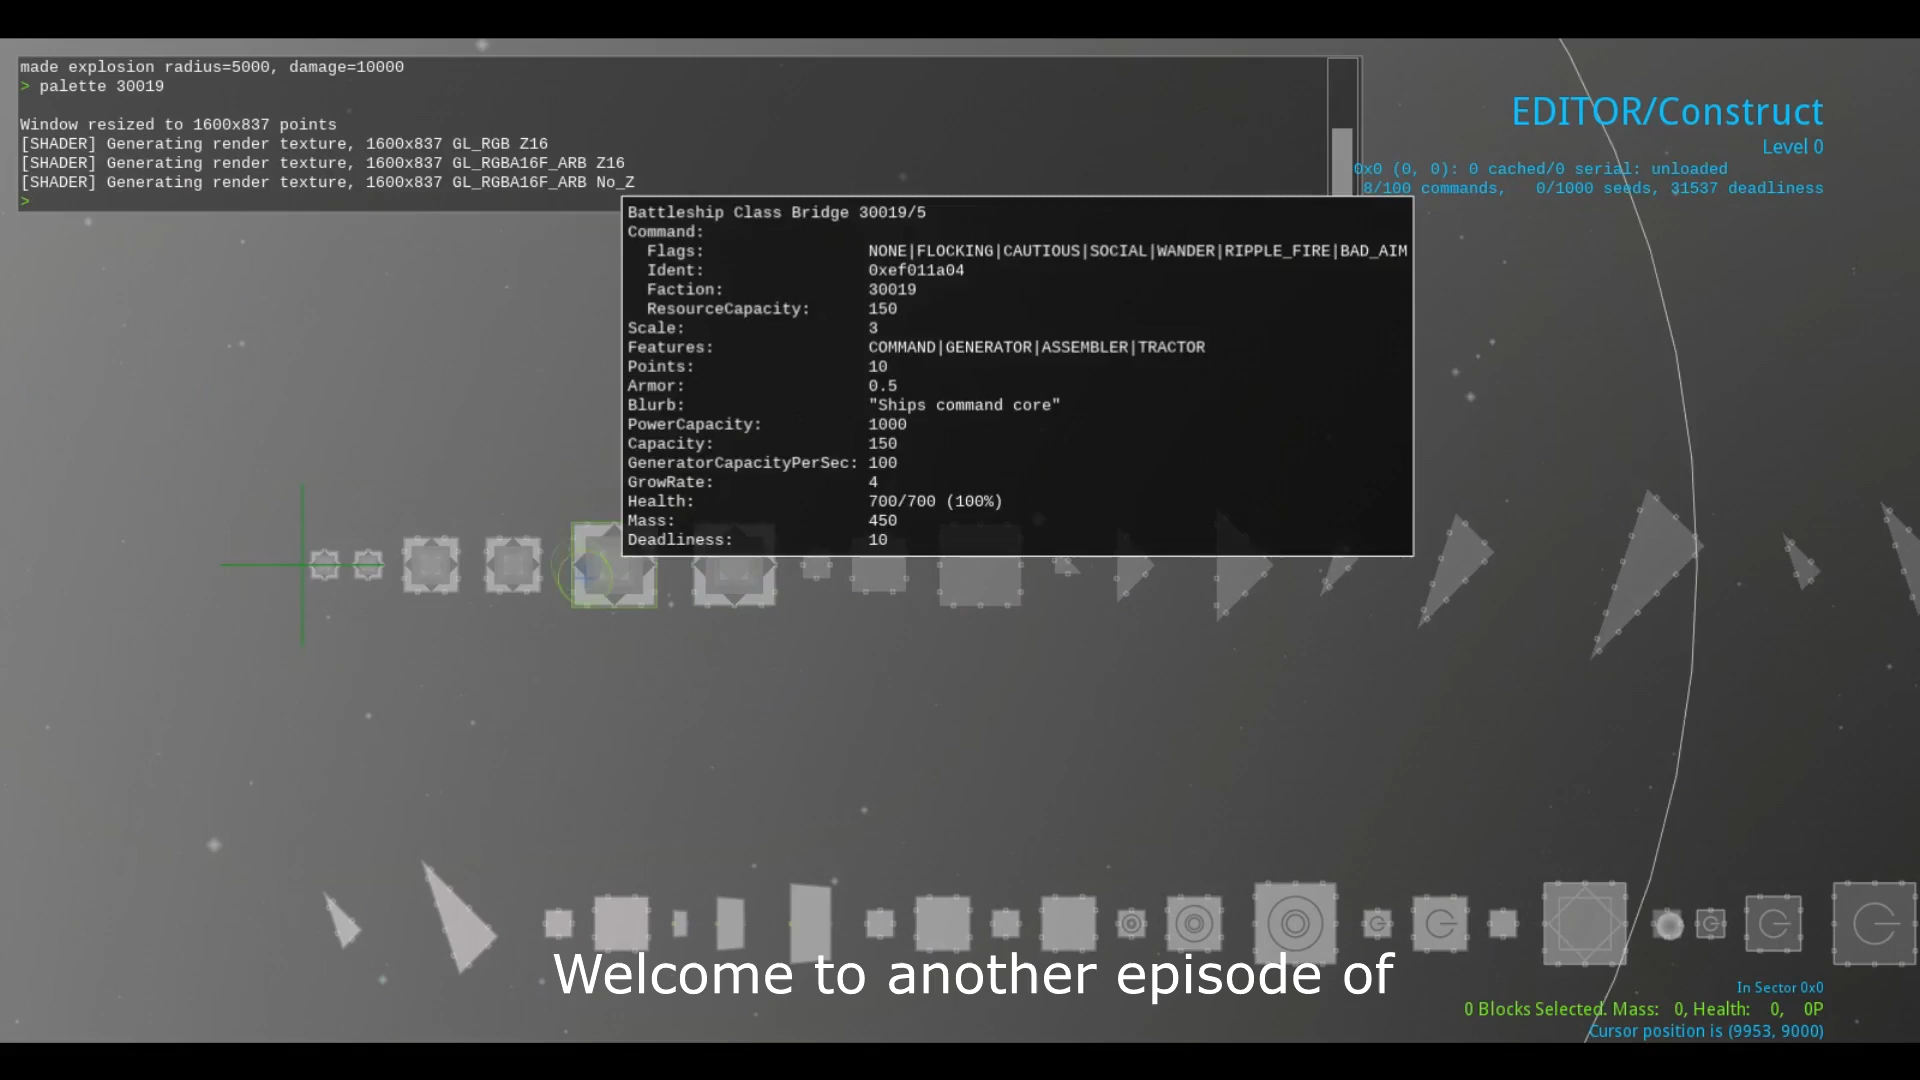 made explosion radius=5000, damage=10000
> palette 30019
Window resized to 1600x837 points
[SHADER] Generating render texture, 1600x837 GL_RGB Z16
[SHADER] Generating render texture, 1600x837 GL_RGBA16F_ARB Z16
[SHADER] Generating render texture, 1600x837 GL_RGBA16F_ARB No_Z
>
EDITOR/Construct
Level 0
0x0 (0, 0): 0 cached/0 serial: unloaded
8/100 commands, 0/1000 seeds, 31537 deadliness
Battleship Class Bridge 30019/5
Command:
Flags: NONE|FLOCKING|CAUTIOUS|SOCIAL|WANDER|RIPPLE_FIRE|BAD_AIM
Ident: 0xef011a04
Faction: 30019
ResourceCapacity: 150
Scale: 3
Features: COMMAND|GENERATOR|ASSEMBLER|TRACTOR
Points: 10
Armor: 0.5
Blurb: "Ships command core"
PowerCapacity: 1000
Capacity: 150
GeneratorCapacityPerSec: 100
GrowRate: 4
Health: 700/700 (100%)
Mass: 450
Deadliness: 10
Welcome to another episode of
In Sector 0x0
0 Blocks Selected. Mass: 0, Health: 0, 0P
Cursor position is (9953, 9000)